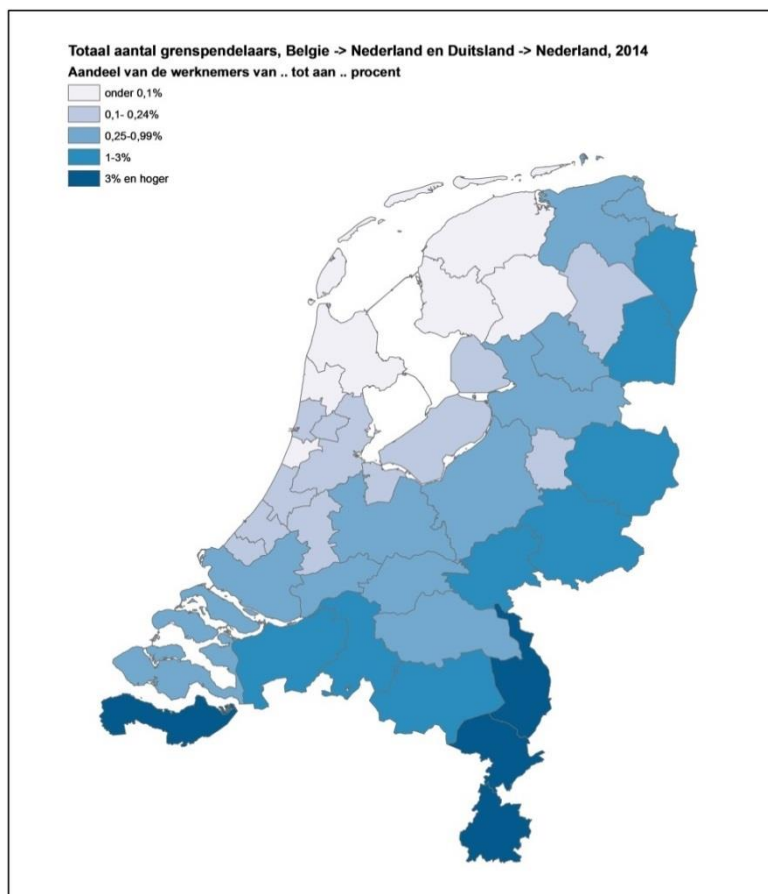 Totaal aantal grenspendelaars, Belgie -> Nederland en Duitsland -> Nederland, 2014
Aandeel van de werknemers van .. tot aan .. procent
onder 0,1%
0,1- 0,24%
0,25-0,99%
1-3%
3% en hoger